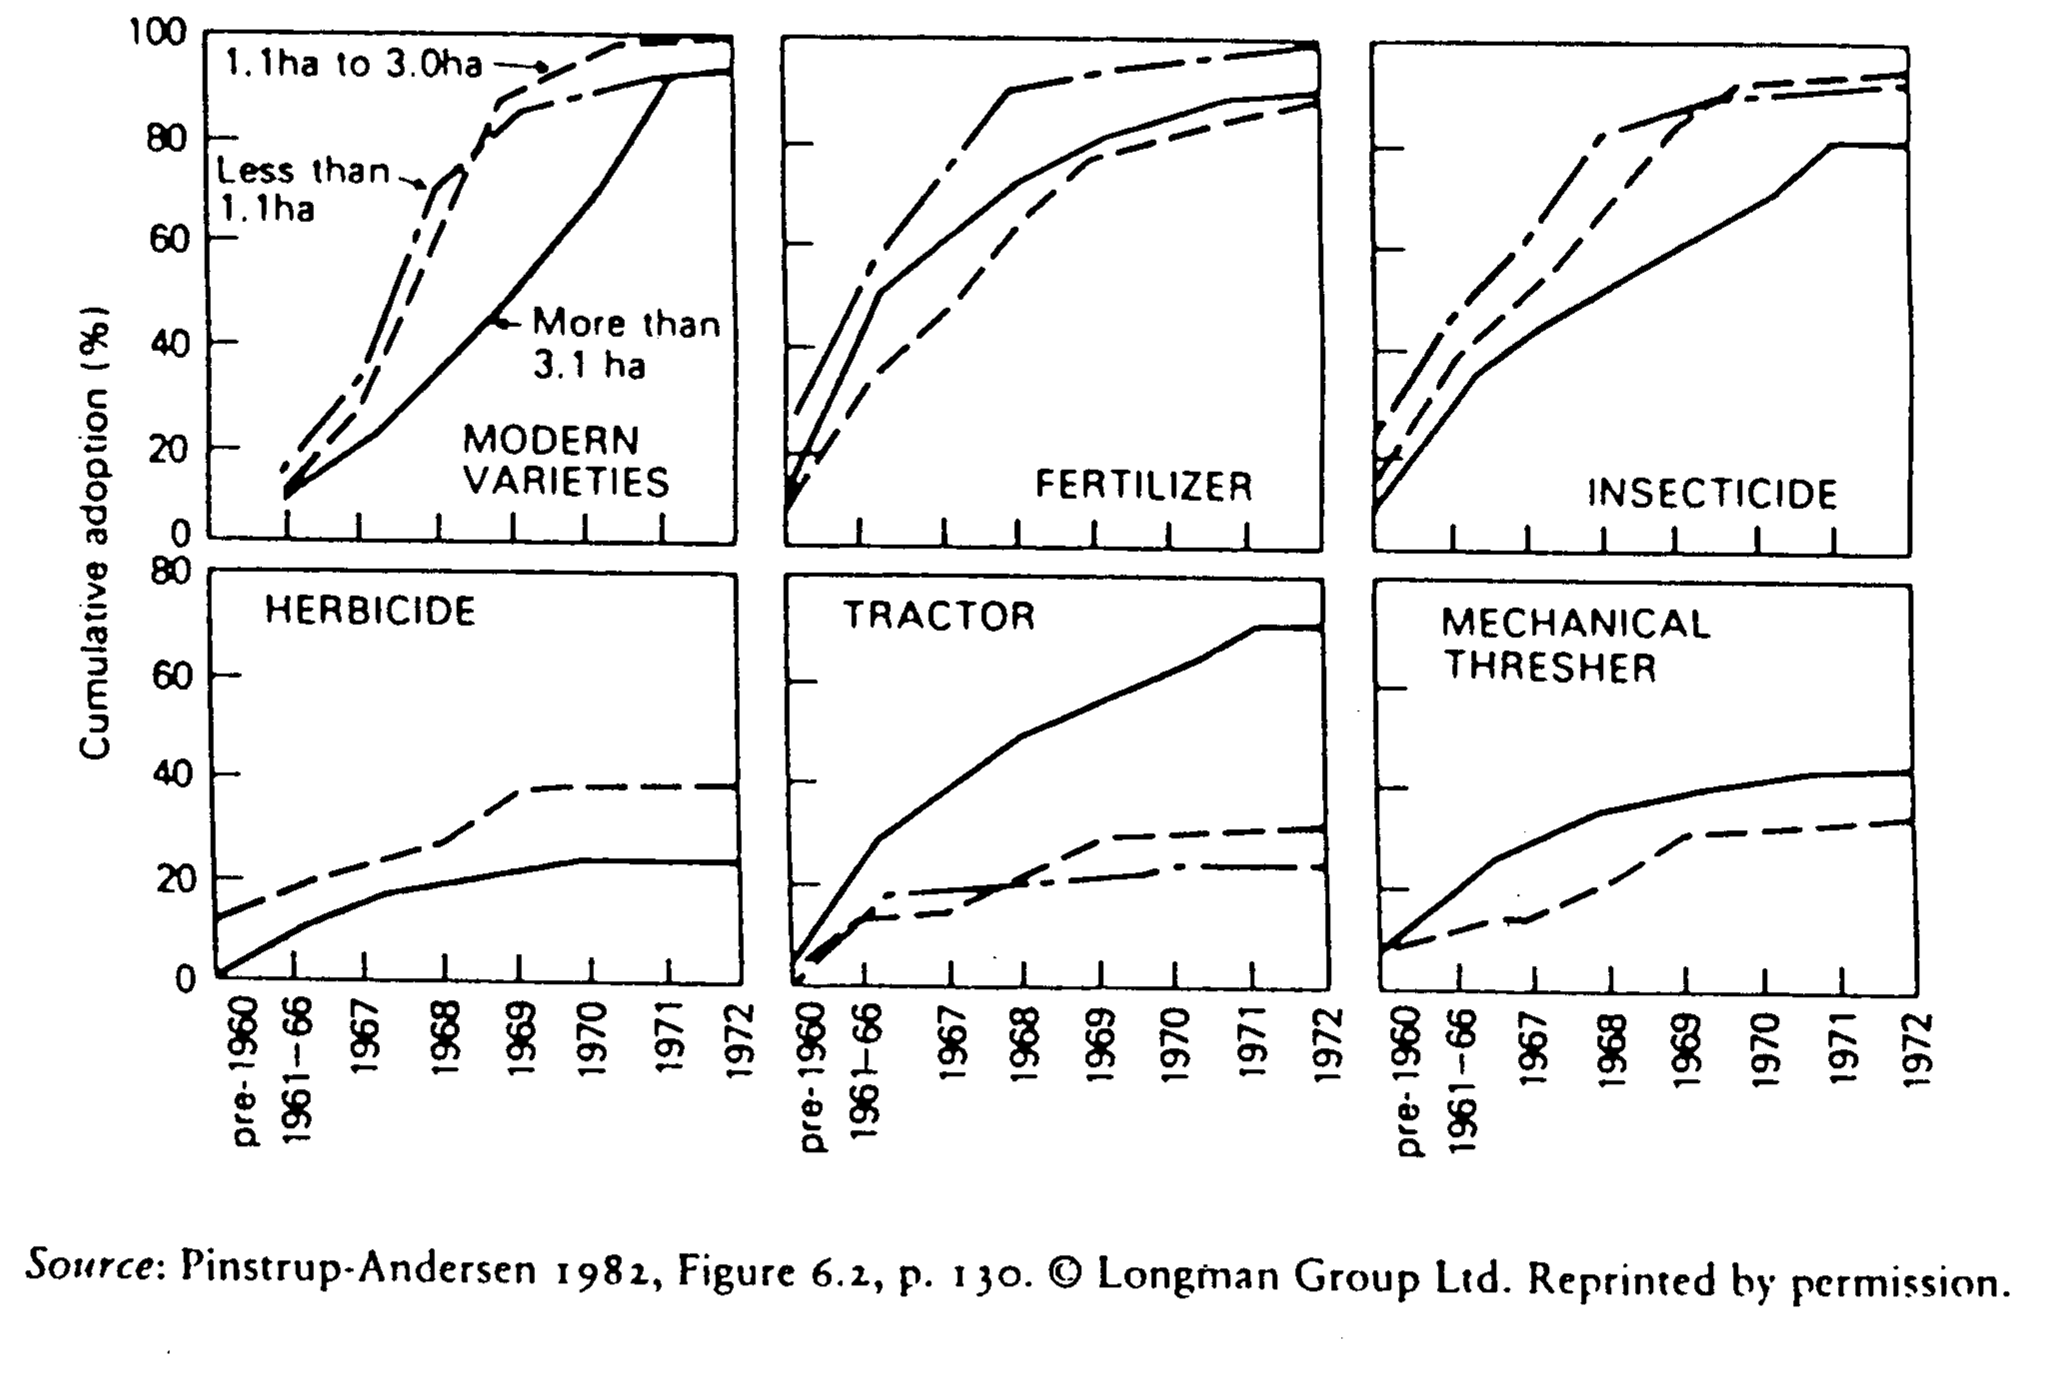 Cumulative adoption (%)
100
80
60
40
20
0
1.1ha to 3.0ha
Less than
1.1ha
More than
3.1 ha
MODERN
VARIETIES
FERTILIZER
INSECTICIDE
80
60
40
20
0
HERBICIDE
TRACTOR
MECHANICAL
THRESHER
pre-1960
1961–66
1967
1968
1969
1970
1971
1972
pre-1960
1961–66
1967
1968
1969
1970
1971
1972
pre-1960
1961–66
1967
1968
1969
1970
1971
1972
Source: Pinstrup-Andersen 1982, Figure 6.2, p. 130. © Longman Group Ltd. Reprinted by permission.